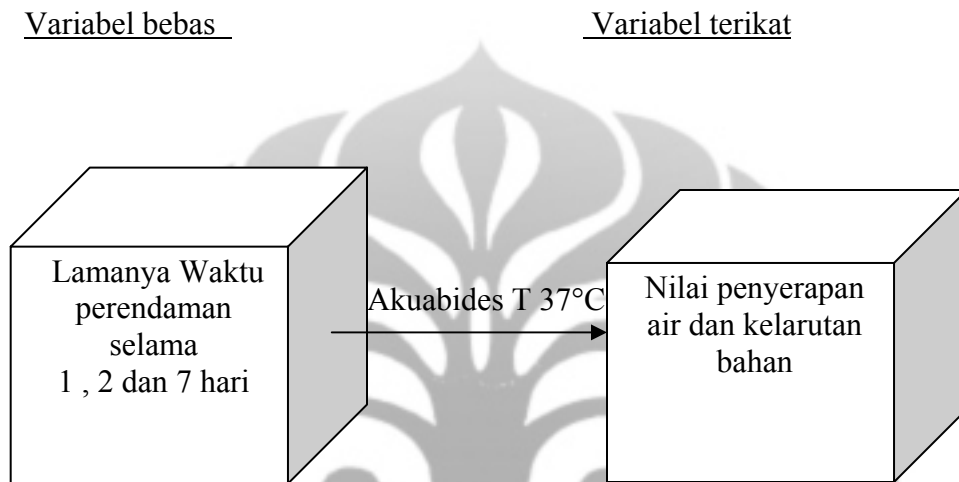 Variabel bebas
Variabel terikat
Lamanya Waktu
perendaman
selama
1 , 2 dan 7 hari
Akuabides T 37°C
Nilai penyerapan
air dan kelarutan
bahan